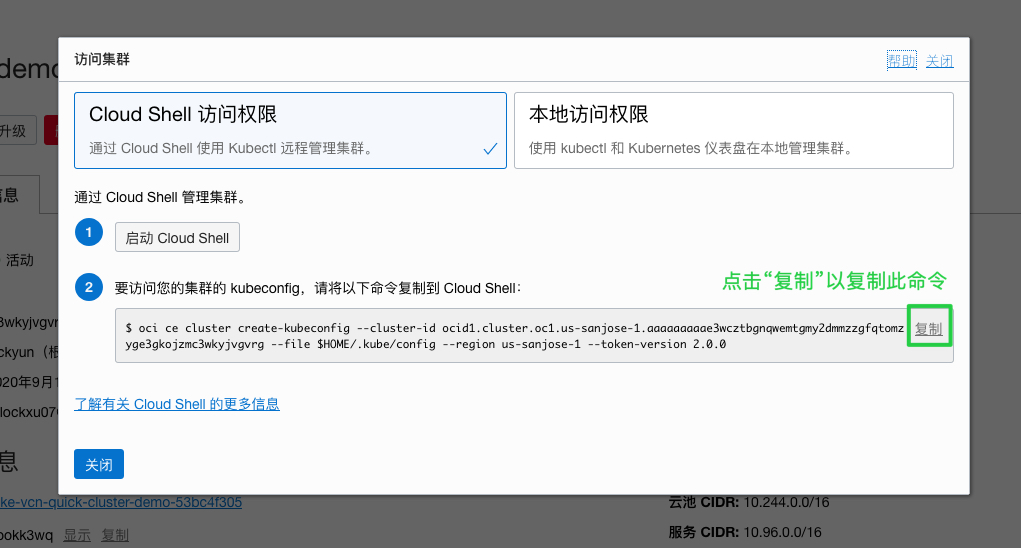 demo
访问集群
帮助 关闭
升级
Cloud Shell 访问权限
通过 Cloud Shell 使用 Kubectl 远程管理集群。
本地访问权限
使用 kubectl 和 Kubernetes 仪表盘在本地管理集群。
息
通过 Cloud Shell 管理集群。
1 启动 Cloud Shell
活动
2 要访问您的集群的 kubeconfig，请将以下命令复制到 Cloud Shell：
点击“复制”以复制此命令
$ oci ce cluster create-kubeconfig --cluster-id ocid1.cluster.oc1.us-sanjose-1.aaaaaaaaae3wcztbgnqwemtgmy2dmmzzgfqtomz
yge3gkojzmc3wkyjvgvrg --file $HOME/.kube/config --region us-sanjose-1 --token-version 2.0.0
复制
3wkyjvgvr
ckyun（根
020年9月1
lockxu070
了解有关 Cloud Shell 的更多信息
息
关闭
ke-vcn-quick-cluster-demo-53bc4f305
ookk3wq 显示 复制
云池 CIDR: 10.244.0.0/16
服务 CIDR: 10.96.0.0/16